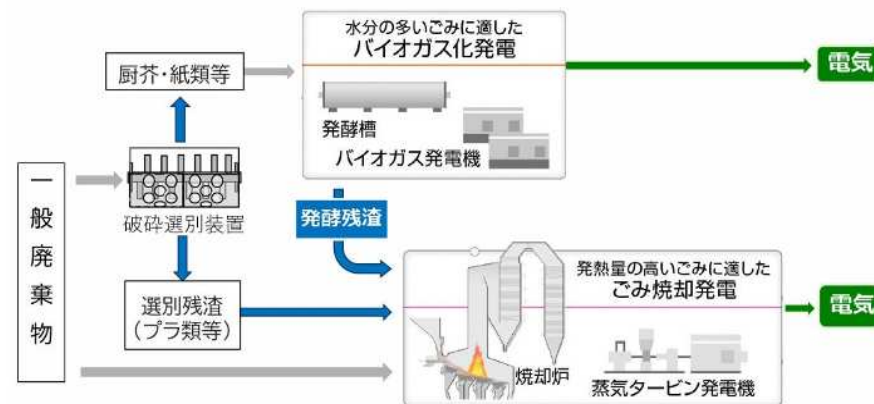 一般廃棄物
厨芥・紙類等
破砕選別装置
選別残渣
(プラ類等)
水分の多いごみに適した
バイオガス化発電
発酵槽
バイオガス発電機
電気
発酵残渣
発熱量の高いごみに適した
ごみ焼却発電
焼却炉
蒸気タービン発電機
電気